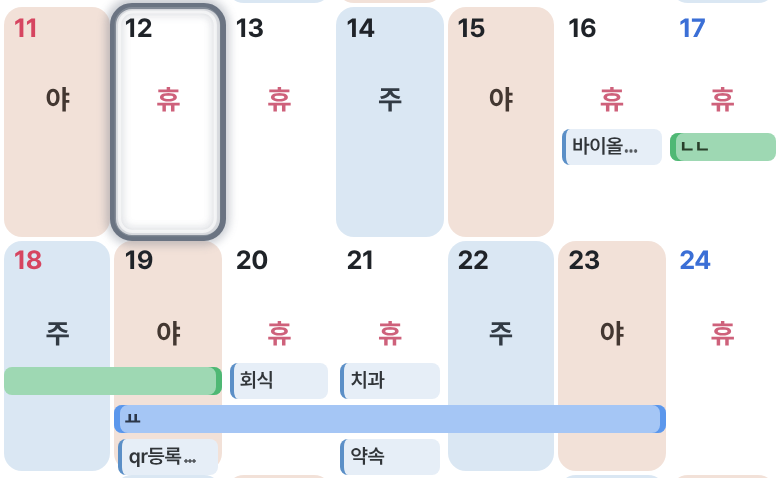 11 12 13 14 15 16 17
야 휴 휴 주 야 휴 휴
바이올... ㄴㄴ
18 19 20 21 22 23 24
주 야 휴 휴 주 야 휴
회식 치과
ㅛ
qr등록... 약속